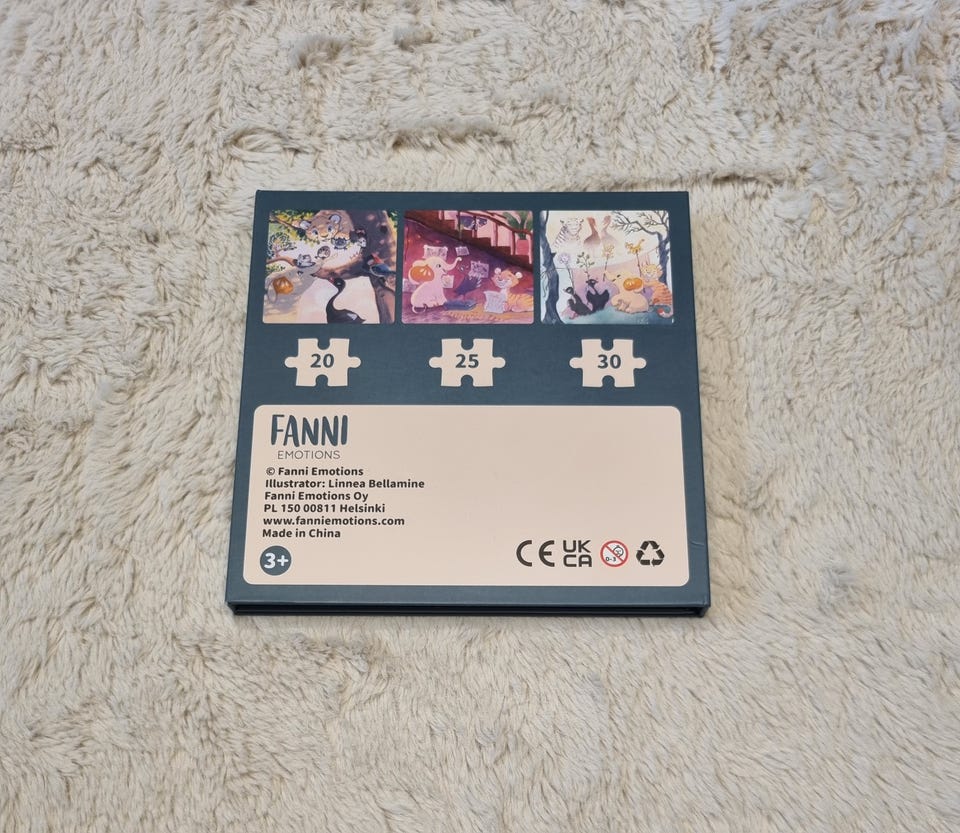 20
25
30
FANNI
EMOTIONS
© Fanni Emotions
Illustrator: Linnea Bellamine
Fanni Emotions Oy
PL 150 00811 Helsinki
www.fanniemotions.com
Made in China
3+
CE
UK
CA
0-3